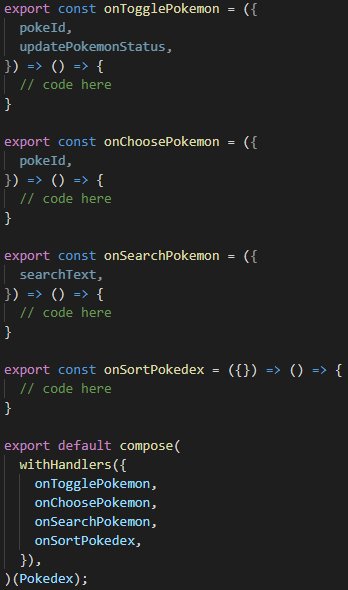 export const onTogglePokemon = ({
  pokeId,
  updatePokemonStatus,
}) => () => {
  // code here
}

export const onChoosePokemon = ({
  pokeId,
}) => () => {
  // code here
}

export const onSearchPokemon = ({
  searchText,
}) => () => {
  // code here
}

export const onSortPokedex = ({}) => () => {
  // code here
}

export default compose(
  withHandlers({
    onTogglePokemon,
    onChoosePokemon,
    onSearchPokemon,
    onSortPokedex,
  }),
)(Pokedex);